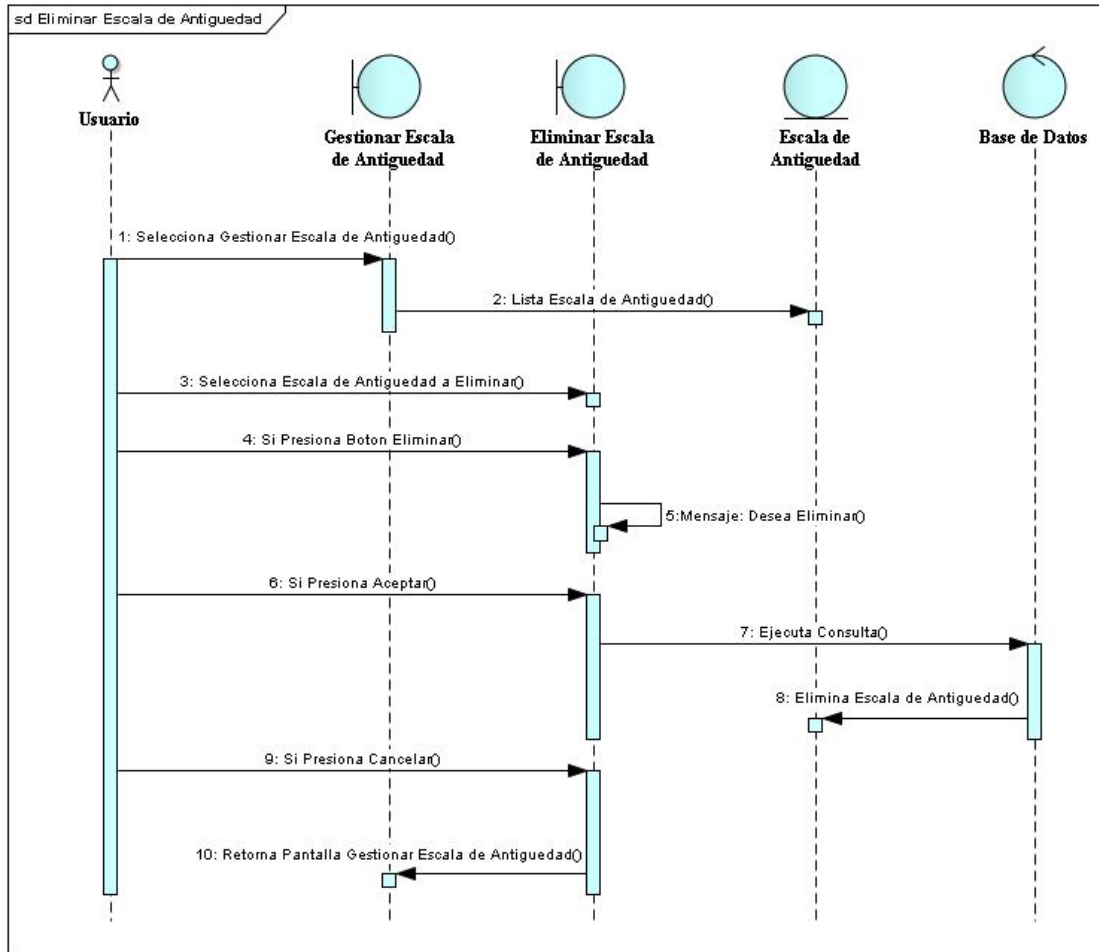 sd Eliminar Escala de Antiguedad
Usuario
Gestionar Escala
de Antiguedad
Eliminar Escala
de Antiguedad
Escala de
Antiguedad
Base de Datos
1: Selecciona Gestionar Escala de Antiguedad()
2: Lista Escala de Antiguedad()
3: Selecciona Escala de Antiguedad a Eliminar()
4: Si Presiona Boton Eliminar()
5:Mensaje: Desea Eliminar()
6: Si Presiona Aceptar()
7: Ejecuta Consulta()
8: Elimina Escala de Antiguedad()
9: Si Presiona Cancelar()
10: Retorna Pantalla Gestionar Escala de Antiguedad()